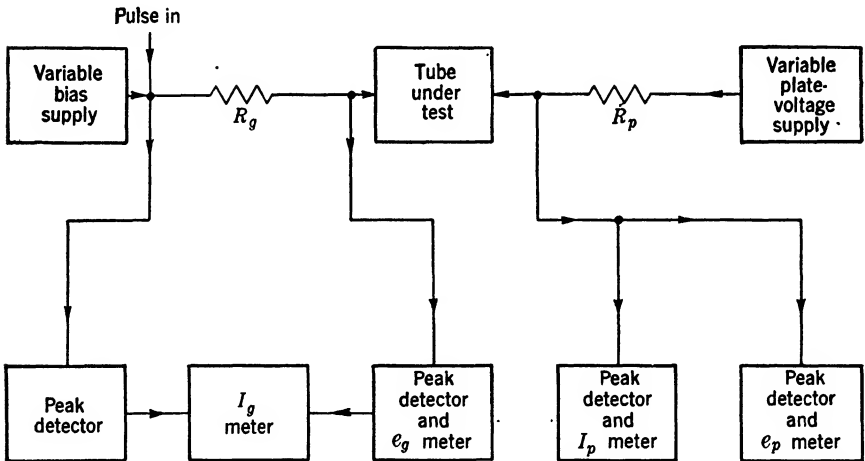 Pulse in
Variable
bias
supply
R_g
Tube
under
test
R_p
Variable
plate-
voltage
supply
Peak
detector
I_g
meter
Peak
detector
and
e_g meter
Peak
detector
and
I_p meter
Peak
detector
and
e_p meter